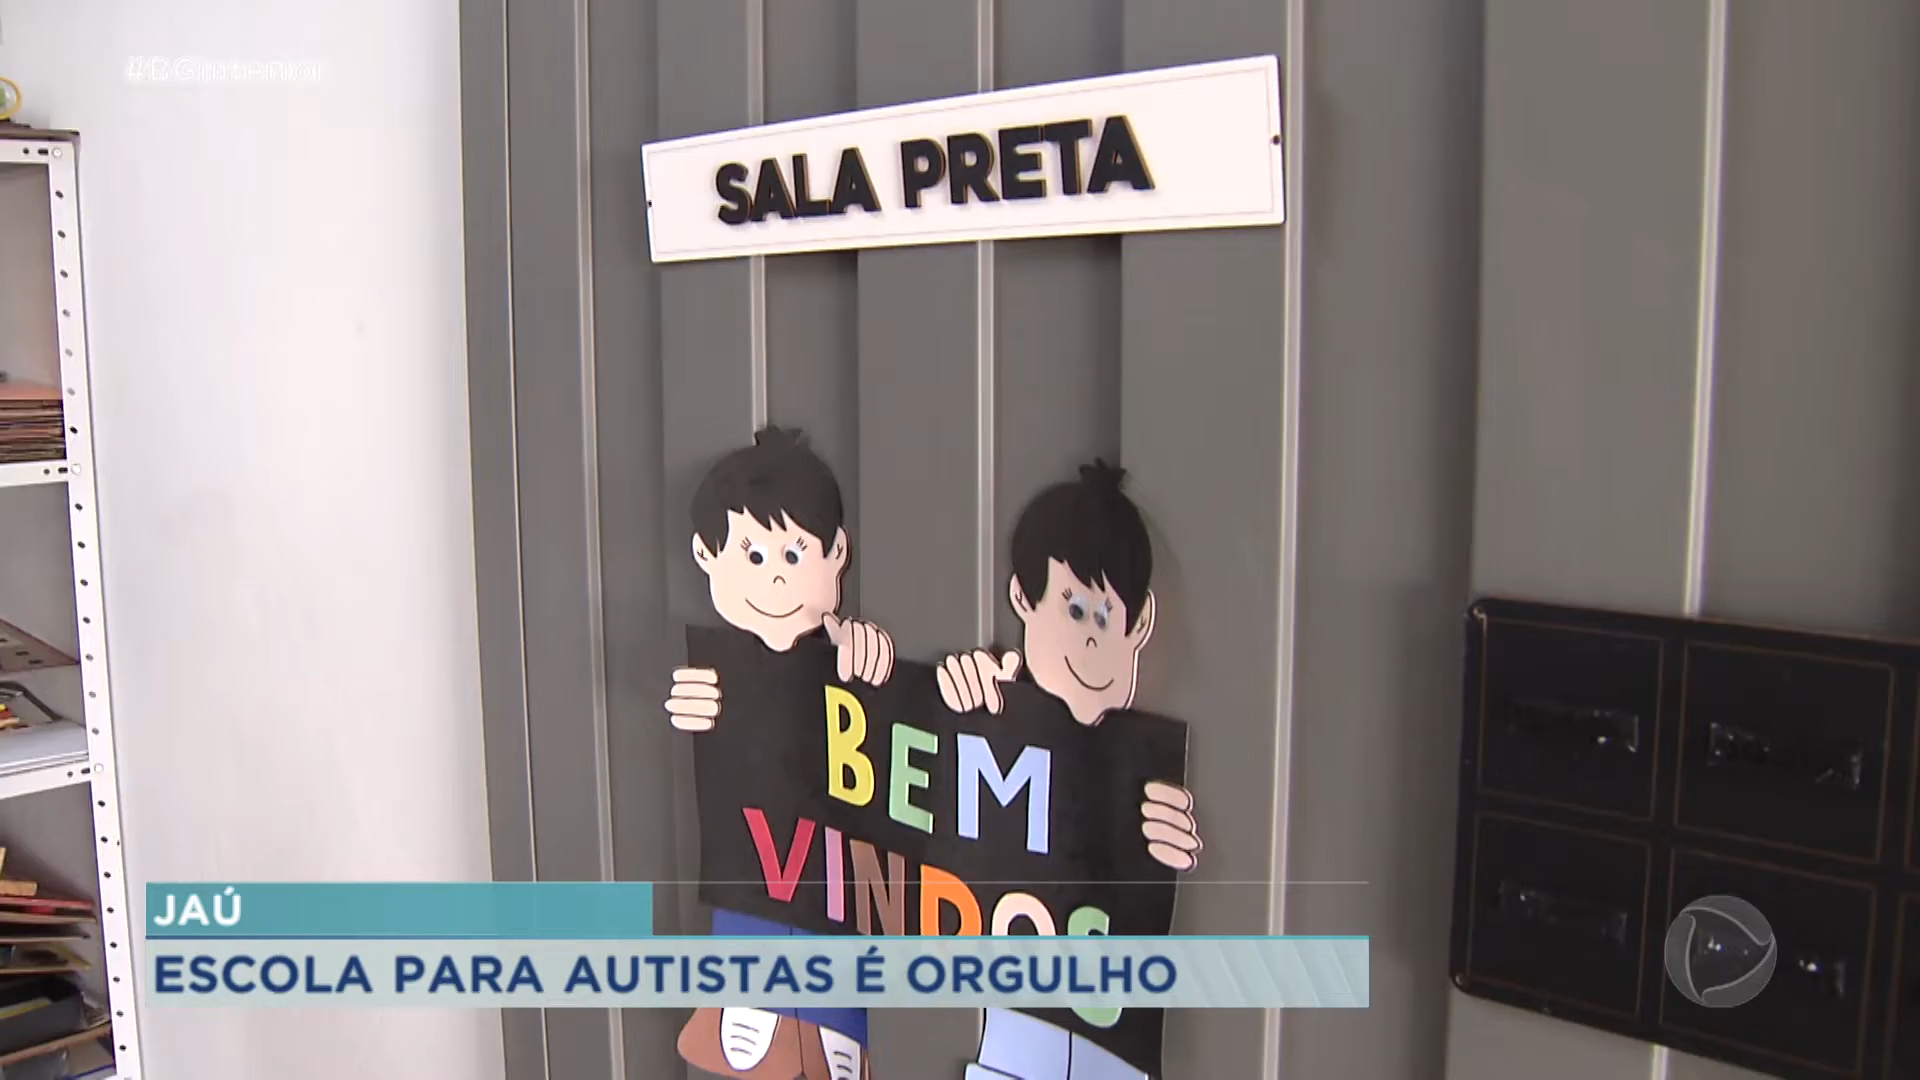 SALA PRETA
BEM
VINDOS
JAÚ
ESCOLA PARA AUTISTAS É ORGULHO